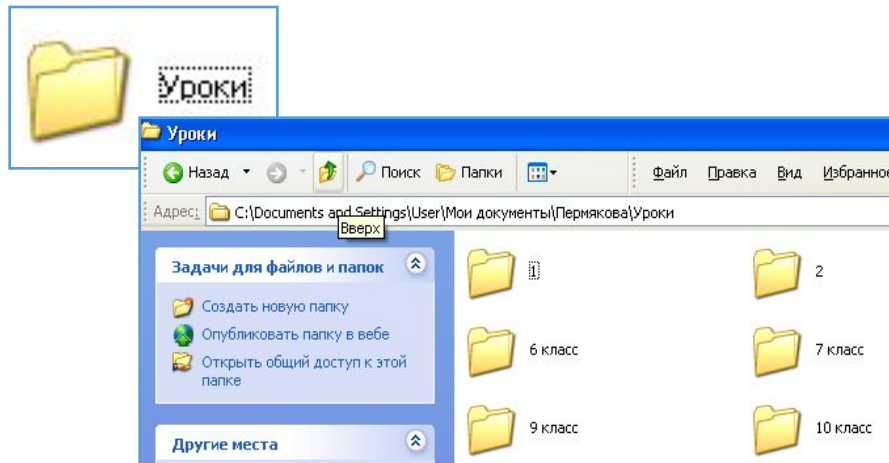 Уроки
Уроки
Назад Поиск Папки Файл Правка Вид Избранное
Адрес: C:\Documents and Settings\User\Мои документы\Пермякова\Уроки
Вверх
Задачи для файлов и папок
Создать новую папку
Опубликовать папку в вебе
Открыть общий доступ к этой
папке
Другие места
1 2
6 класс 7 класс
9 класс 10 класс